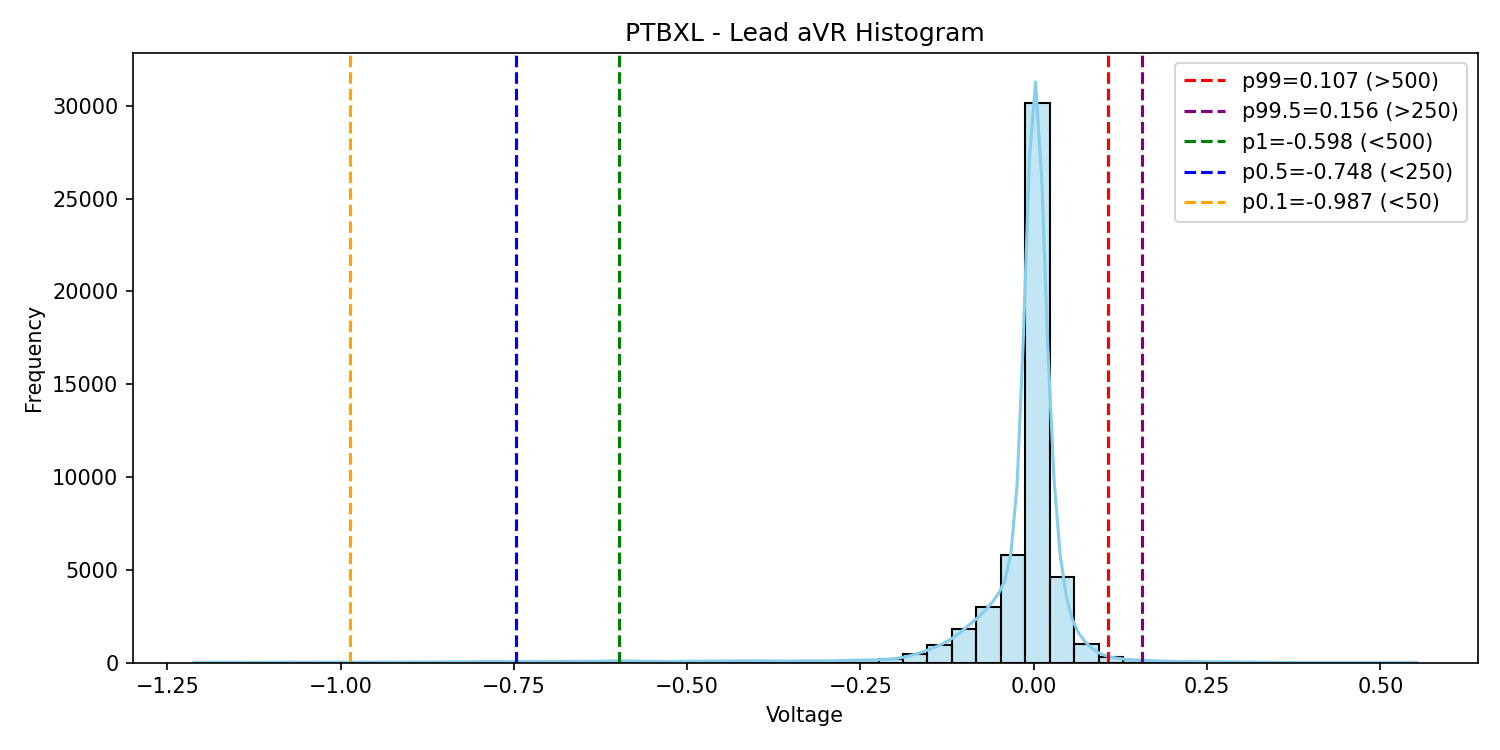 PTBXL - Lead aVR Histogram
p99=0.107 (>500)
p99.5=0.156 (>250)
p1=-0.598 (<500)
p0.5=-0.748 (<250)
p0.1=-0.987 (<50)
Frequency
30000
25000
20000
15000
10000
5000
0
−1.25 −1.00 −0.75 −0.50 −0.25 0.00 0.25 0.50
Voltage